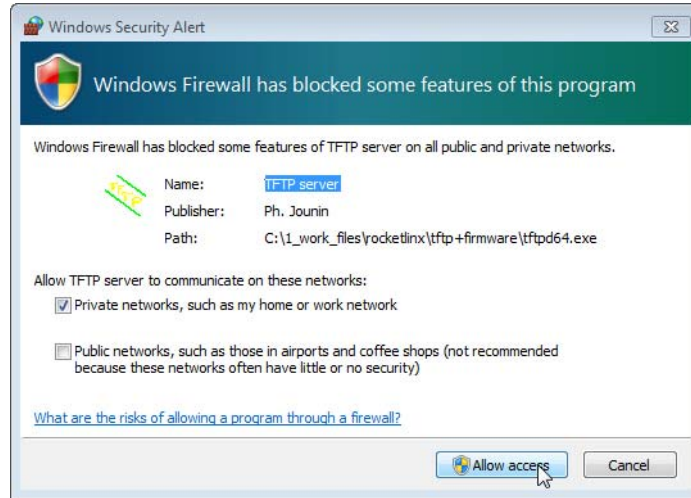 Windows Security Alert
Windows Firewall has blocked some features of this program
Windows Firewall has blocked some features of TFTP server on all public and private networks.
TFTP
Name: TFTP server
Publisher: Ph. Jounin
Path: C:\1_work_files\rocketlinx\tftp+firmware\tftpd64.exe
Allow TFTP server to communicate on these networks:
Private networks, such as my home or work network
Public networks, such as those in airports and coffee shops (not recommended
because these networks often have little or no security)
What are the risks of allowing a program through a firewall?
Allow access Cancel